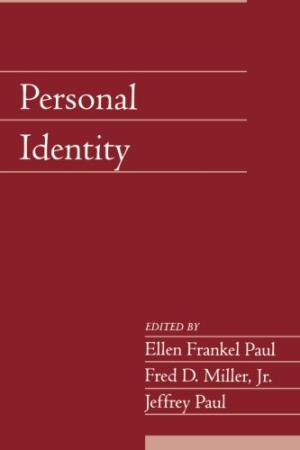 Personal
Identity
EDITED BY
Ellen Frankel Paul
Fred D. Miller, Jr.
Jeffrey Paul